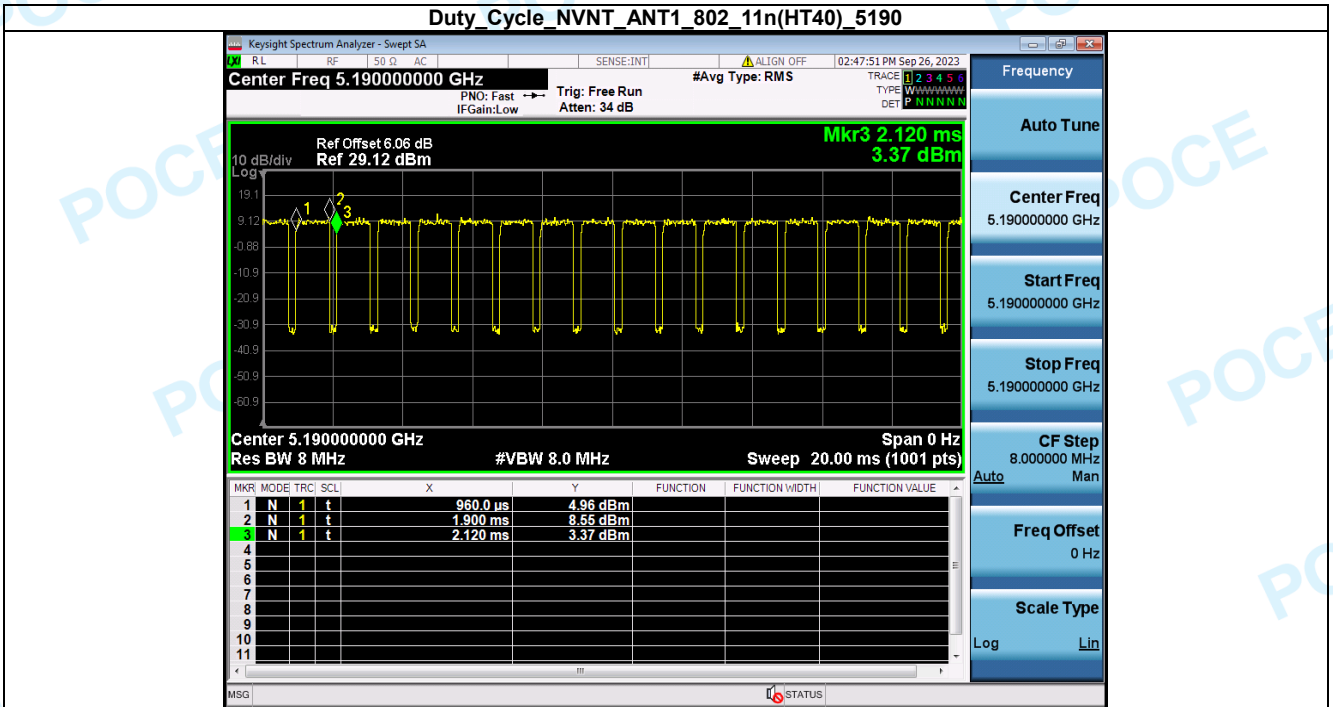 Duty_Cycle_NVNT_ANT1_802_11n(HT40)_5190
Keysight Spectrum Analyzer - Swept SA
LXI RL RF 50 Ω AC SENSE:INT ALIGN OFF 02:47:51 PM Sep 26, 2023
Center Freq 5.190000000 GHz #Avg Type: RMS TRACE 1 2 3 4 5 6
PNO: Fast Trig: Free Run TYPE WWWWWW
IFGain:Low Atten: 34 dB DET P N N N N N
Frequency
Mkr3 2.120 ms
3.37 dBm
Ref Offset 6.06 dB
10 dB/div Ref 29.12 dBm
Log
19.1
9.12
-0.88
-10.9
-20.9
-30.9
-40.9
-50.9
-60.9
1
2
3
Center 5.190000000 GHz Span 0 Hz
Res BW 8 MHz #VBW 8.0 MHz Sweep 20.00 ms (1001 pts)
MKR MODE TRC SCL X Y FUNCTION FUNCTION WIDTH FUNCTION VALUE
1 N 1 t 960.0 µs 4.96 dBm
2 N 1 t 1.900 ms 8.55 dBm
3 N 1 t 2.120 ms 3.37 dBm
4
5
6
7
8
9
10
11
MSG STATUS
Auto Tune
Center Freq
5.190000000 GHz
Start Freq
5.190000000 GHz
Stop Freq
5.190000000 GHz
CF Step
8.000000 MHz
Auto Man
Freq Offset
0 Hz
Scale Type
Log Lin
POCE
POCE
POCE